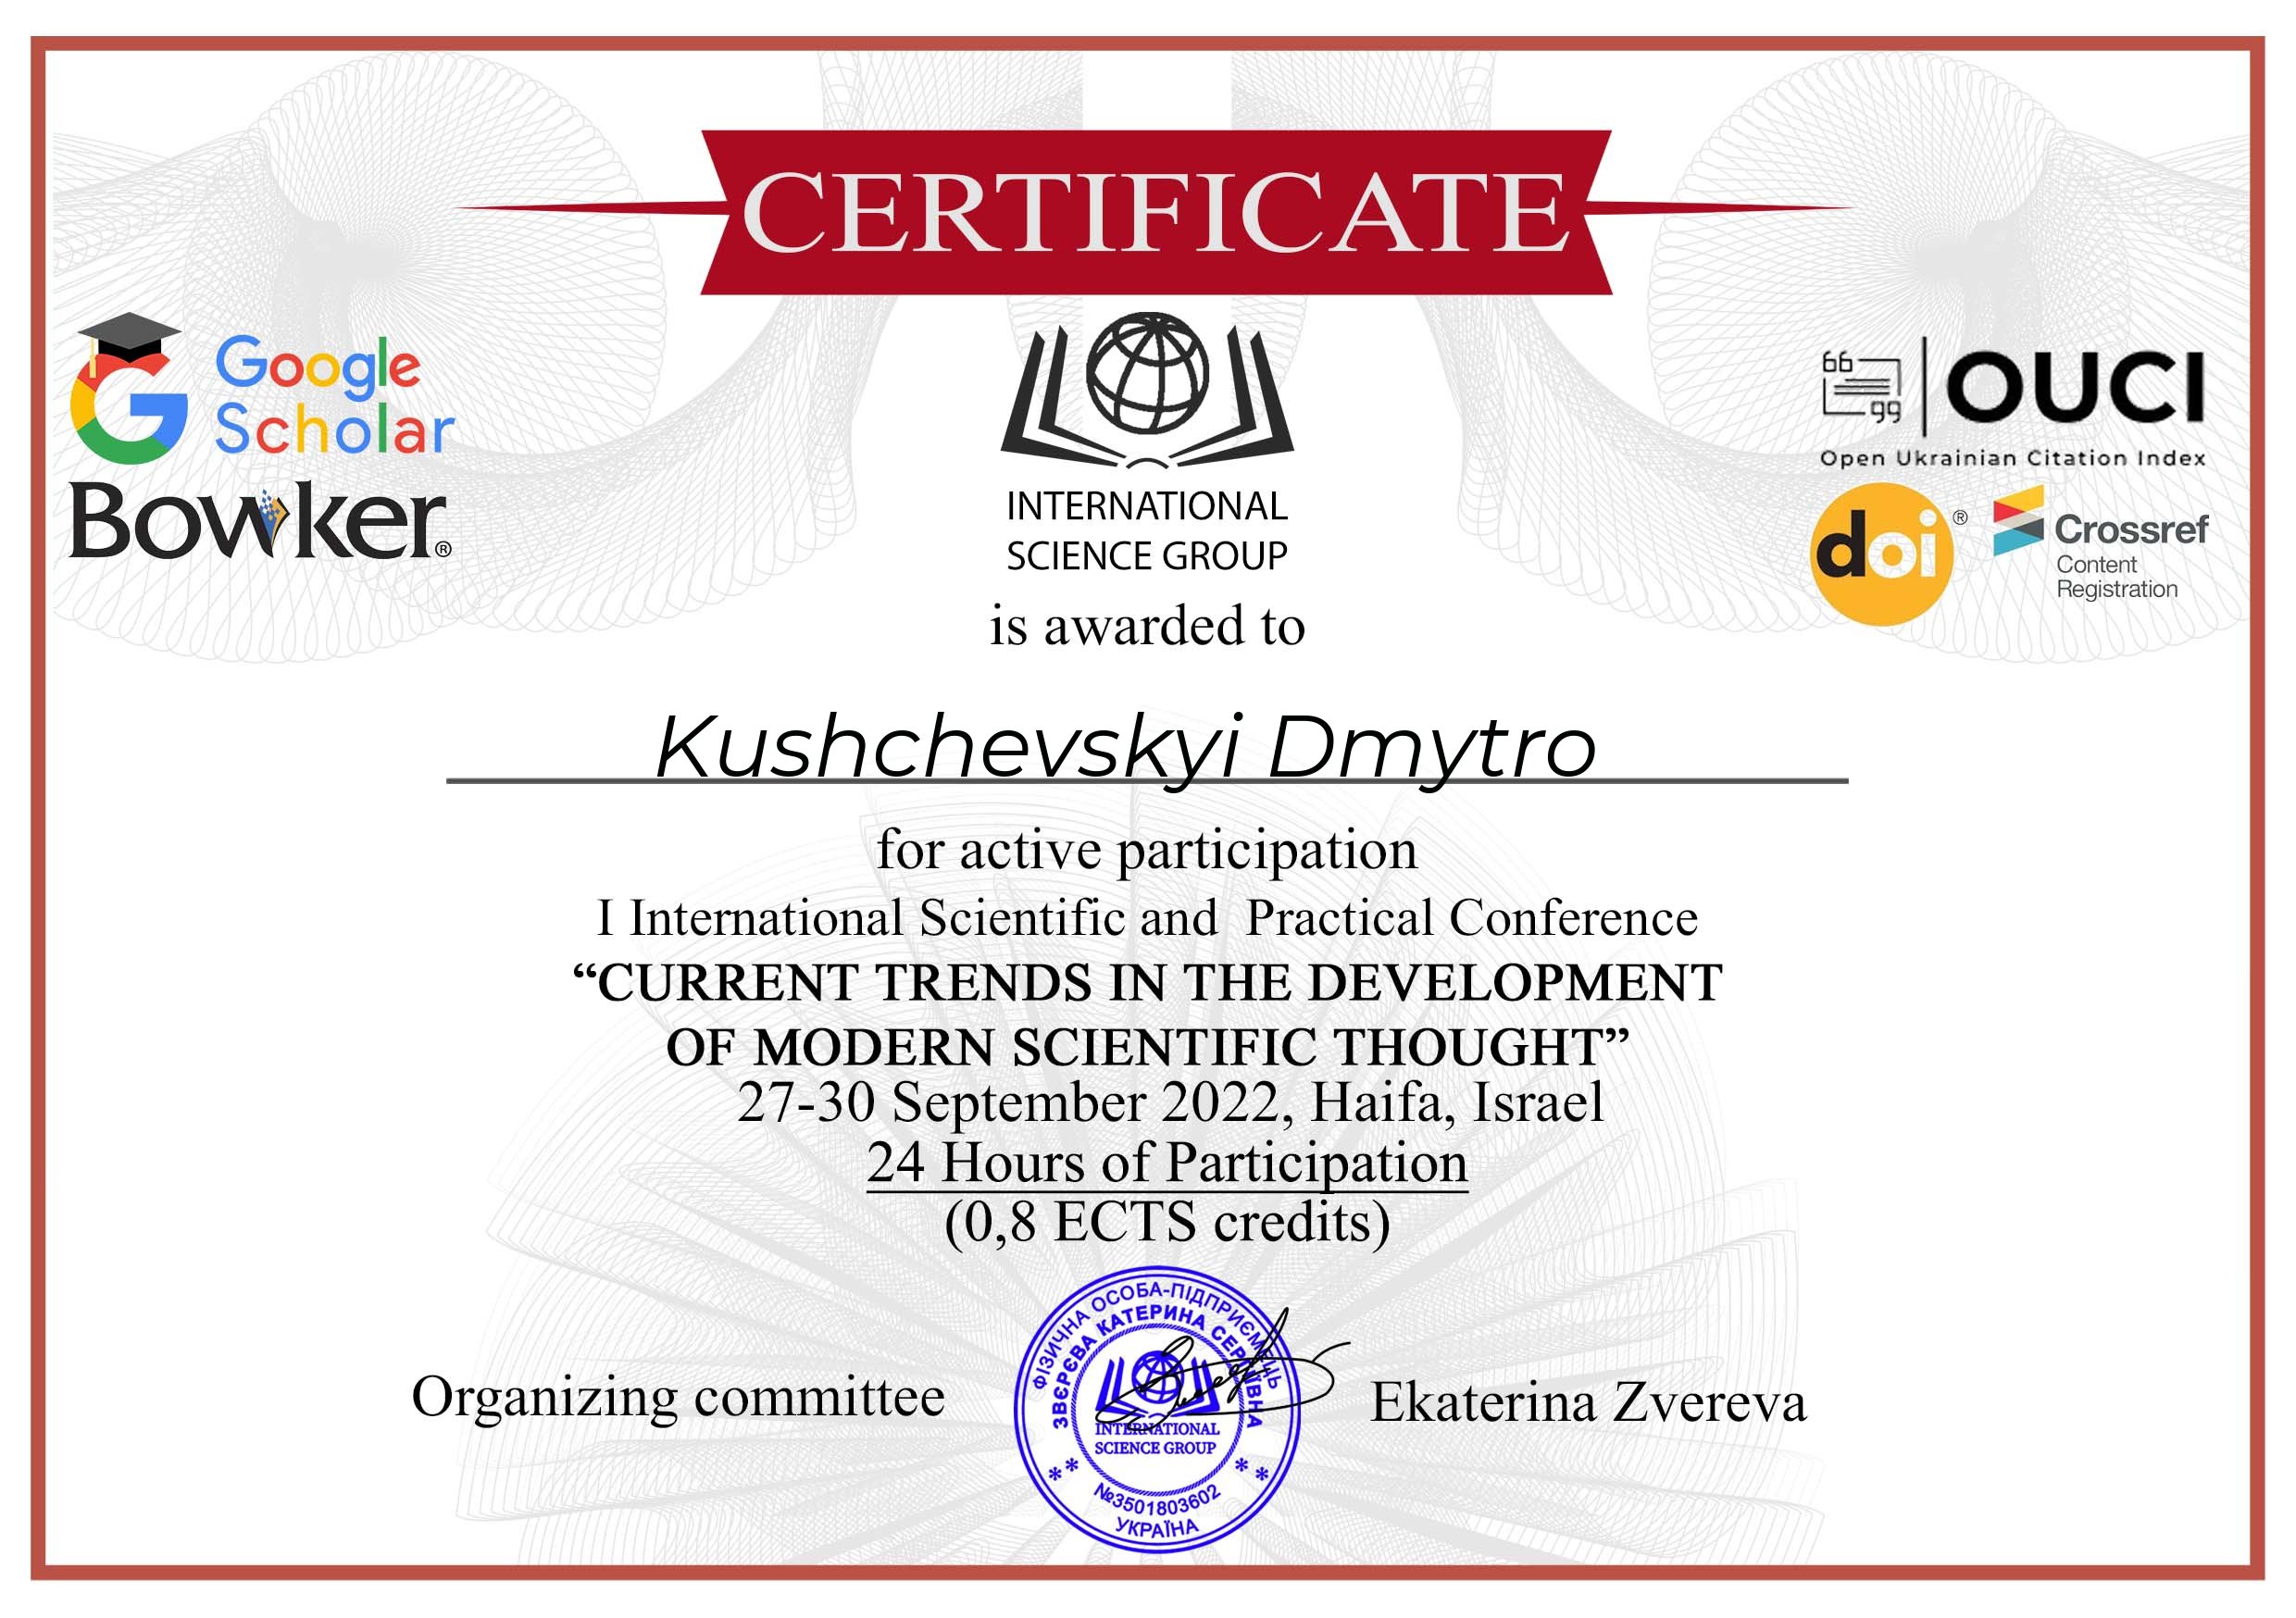 CERTIFICATE
Google
Scholar
Bowker®
INTERNATIONAL
SCIENCE GROUP
66
99
OUCI
Open Ukrainian Citation Index
doi®
Crossref
Content
Registration
is awarded to
Kushchevskyi Dmytro
for active participation
I International Scientific and Practical Conference
“CURRENT TRENDS IN THE DEVELOPMENT
OF MODERN SCIENTIFIC THOUGHT”
27-30 September 2022, Haifa, Israel
24 Hours of Participation
(0,8 ECTS credits)
Organizing committee
ФІЗИЧНА ОСОБА-ПІДПРИЄМЕЦЬ
ЗВЄРЄВА КАТЕРИНА СЕРГІЇВНА
INTERNATIONAL
SCIENCE GROUP
* * * *
№3501803602
УКРАЇНА
Ekaterina Zvereva